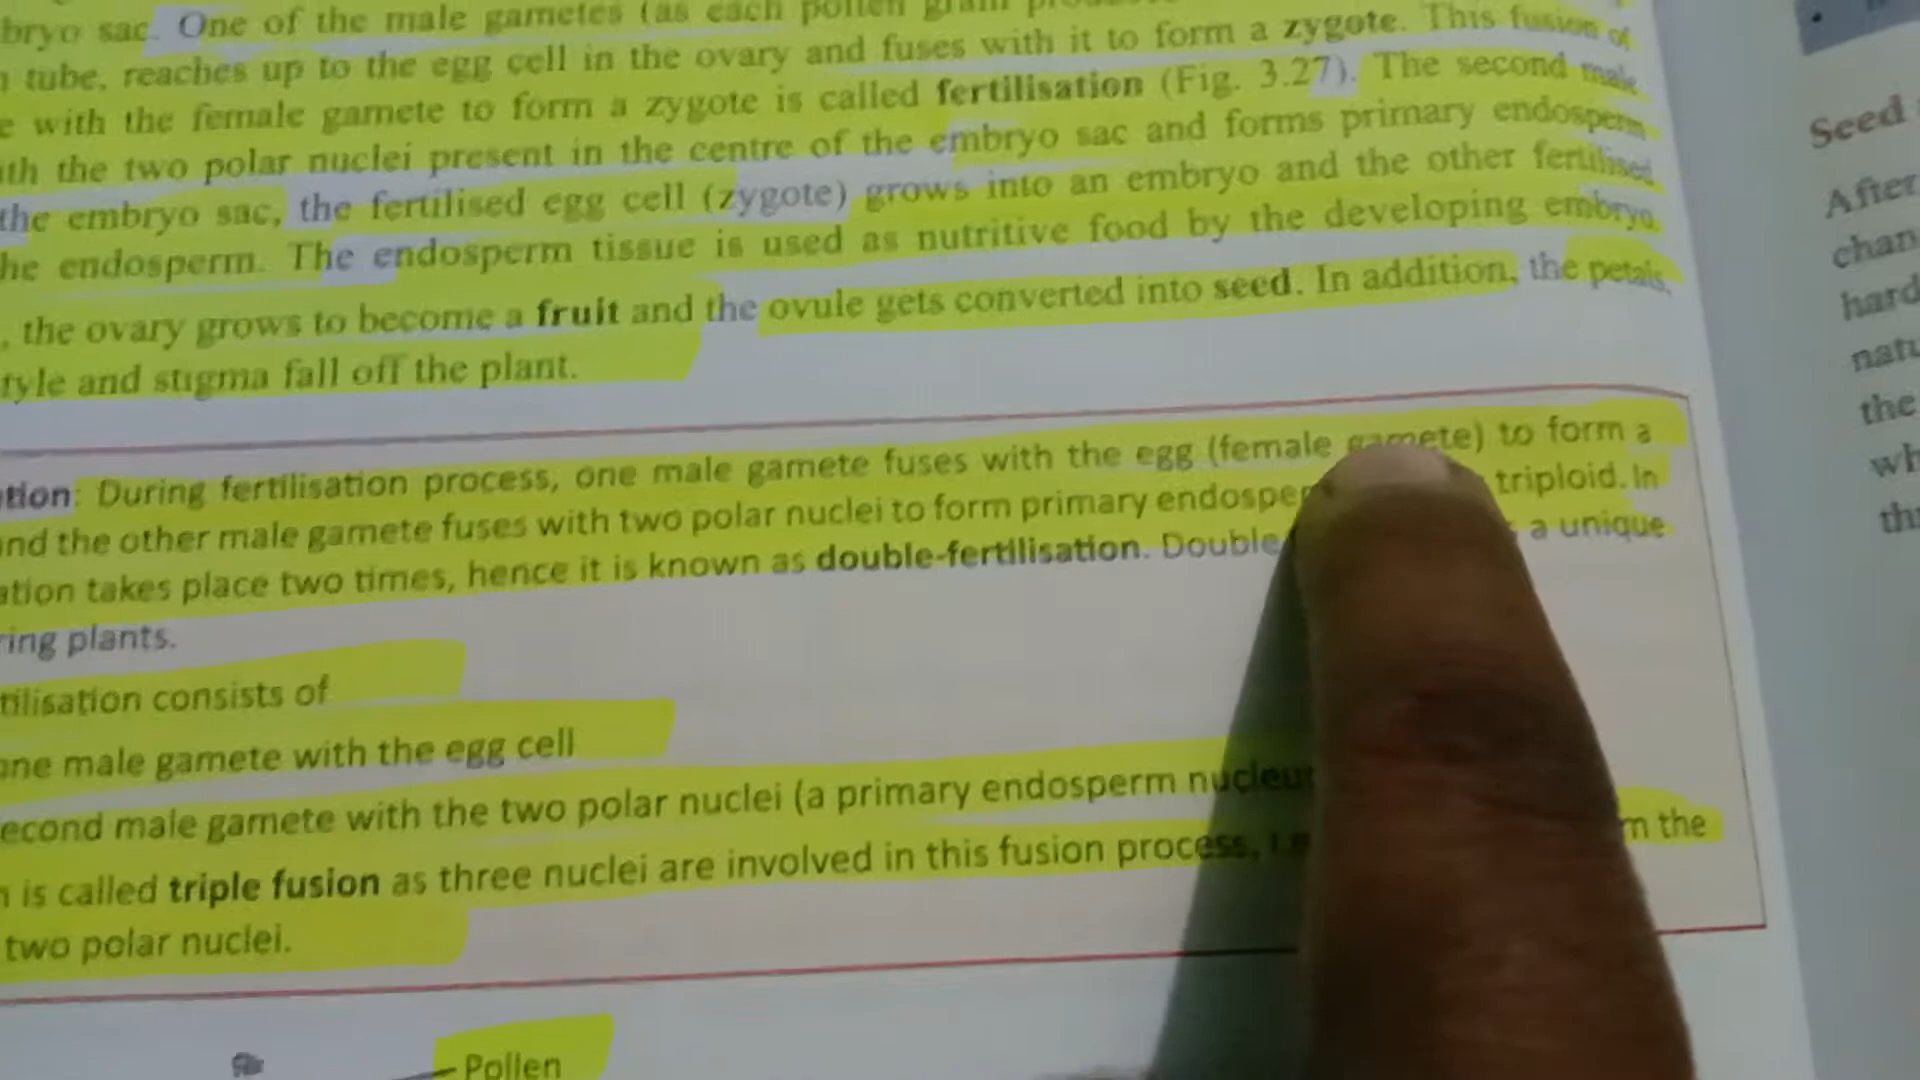 bryo sac. One of the male gametes (as each pollen grain
tube, reaches up to the egg cell in the ovary and fuses with it to form a zygote. This fusion of
e with the female gamete to form a zygote is called fertilisation (Fig. 3.27). The second male
ith the two polar nuclei present in the centre of the embryo sac and forms primary endosperm
the embryo sac, the fertilised egg cell (zygote) grows into an embryo and the other fertilised
he endosperm. The endosperm tissue is used as nutritive food by the developing embryo.
, the ovary grows to become a fruit and the ovule gets converted into seed. In addition, the petals,
tyle and stigma fall off the plant.
tion: During fertilisation process, one male gamete fuses with the egg (female gamete) to form a
nd the other male gamete fuses with two polar nuclei to form primary endosper triploid. In
ation takes place two times, hence it is known as double-fertilisation. Double a unique
ring plants.
tilisation consists of
one male gamete with the egg cell
econd male gamete with the two polar nuclei (a primary endosperm nucleus
n is called triple fusion as three nuclei are involved in this fusion process, i.e m the
two polar nuclei.
Pollen
Seed
After
chan
hard
natu
the
wh